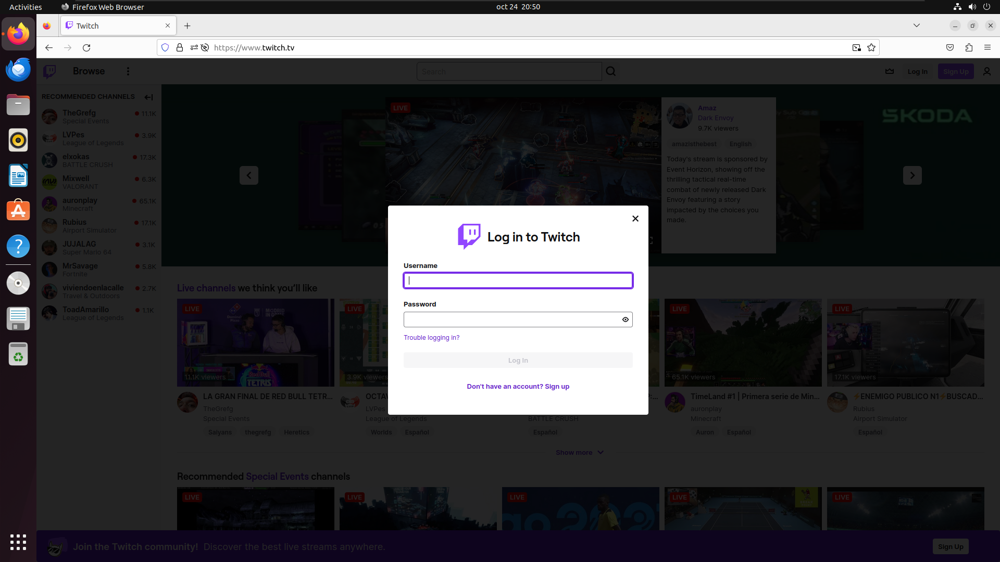 Activities
Firefox Web Browser
oct 24 20:50
Twitch
https://www.twitch.tv
Browse
Search
Log In
Sign Up
RECOMMENDED CHANNELS
TheGrefg
11.1K
Special Events
LVPes
3.9K
League of Legends
elxokas
17.3K
BATTLE CRUSH
Mixwell
6.3K
VALORANT
auronplay
65.1K
Minecraft
Rubius
17.1K
Airport Simulator
JUJALAG
3.1K
Super Mario 64
MrSavage
5.8K
Fortnite
viviendoenlacalle
2.7K
Travel & Outdoors
ToadAmarillo
1.1K
League of Legends
LIVE
Amaz
Dark Envoy
9.7K viewers
amazisthebest
English
Today's stream is sponsored by
Event Horizon, showing off the
thrilling tactical real-time
combat of newly released Dark
Envoy featuring a story
impacted by the choices you
made.
SKODA
Log in to Twitch
Username
Password
Trouble logging in?
Log In
Don't have an account? Sign up
Live channels we think you'll like
LIVE
LIVE
LIVE
LIVE
11.1K viewers
3.9K viewers
65.1K viewers
17.1K viewers
LA GRAN FINAL DE RED BULL TETR...
TheGrefg
Special Events
Saiyans
thegrefg
Heretics
OCTAV
LVPes
League of Legends
Worlds
Español
BATTLE CRUSH
Español
TimeLand #1 | Primera serie de Min...
auronplay
Minecraft
Auron
Español
⚡ENEMIGO PUBLICO N1⚡BUSCAD...
Rubius
Airport Simulator
Español
Show more
Recommended Special Events channels
LIVE
LIVE
LIVE
LIVE
LIVE
Join the Twitch community! Discover the best live streams anywhere.
Sign Up